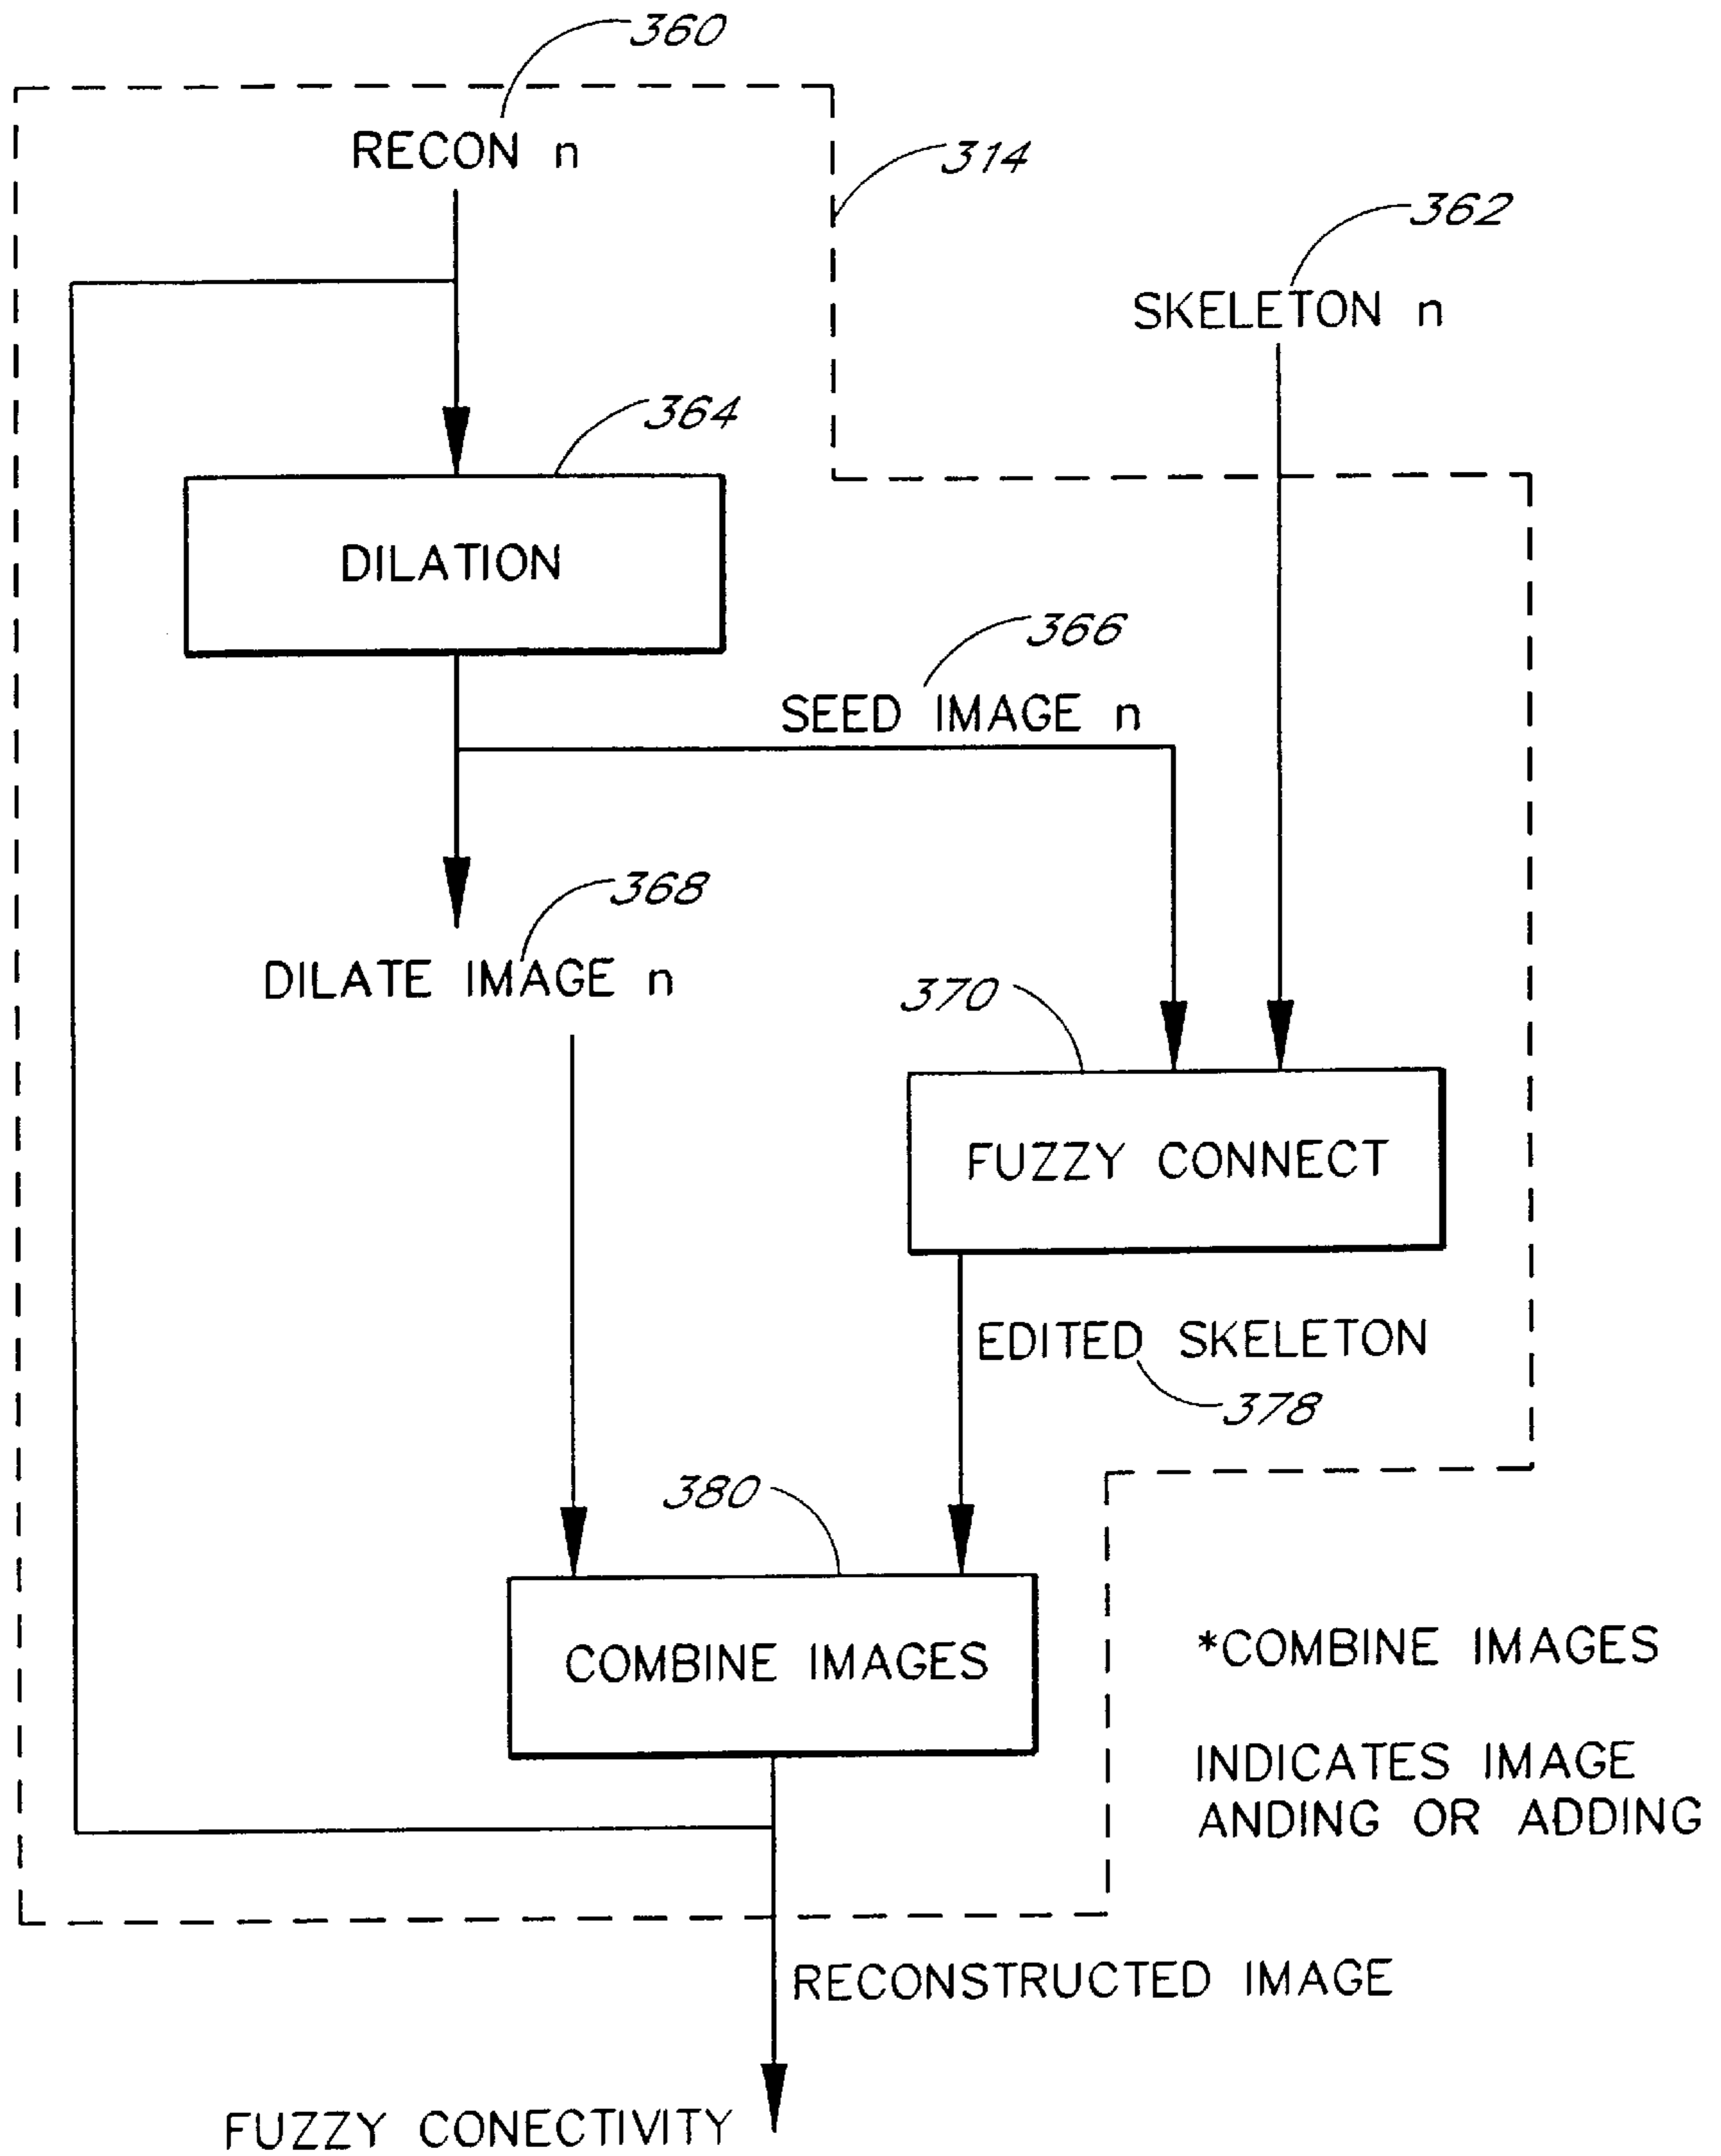 360
RECON n
314
362
SKELETON n
364
DILATION
366
SEED IMAGE n
368
DILATE IMAGE n
370
FUZZY CONNECT
EDITED SKELETON
378
380
COMBINE IMAGES
*COMBINE IMAGES
INDICATES IMAGE
ANDING OR ADDING
RECONSTRUCTED IMAGE
FUZZY CONECTIVITY